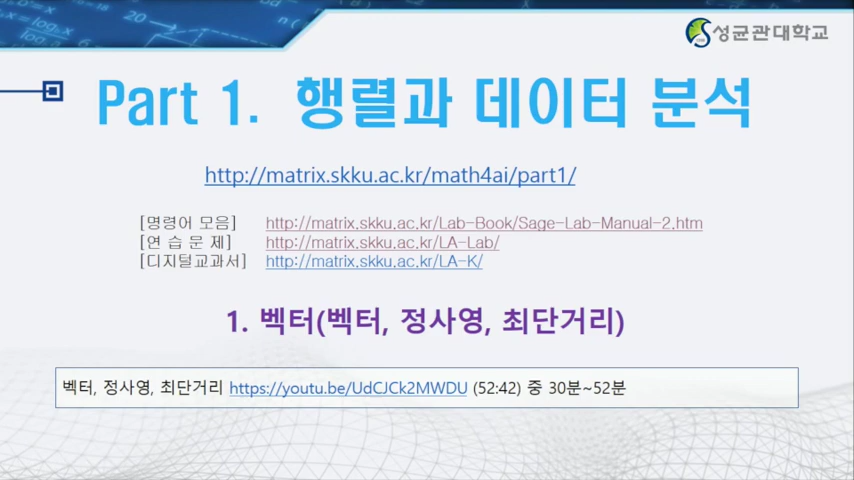 성균관대학교
Part 1. 행렬과 데이터 분석
http://matrix.skku.ac.kr/math4ai/part1/
[명령어 모음] http://matrix.skku.ac.kr/Lab-Book/Sage-Lab-Manual-2.htm
[연 습 문 제] http://matrix.skku.ac.kr/LA-Lab/
[디지털교과서] http://matrix.skku.ac.kr/LA-K/
1. 벡터(벡터, 정사영, 최단거리)
벡터, 정사영, 최단거리 https://youtu.be/UdCJCk2MWDU (52:42) 중 30분~52분